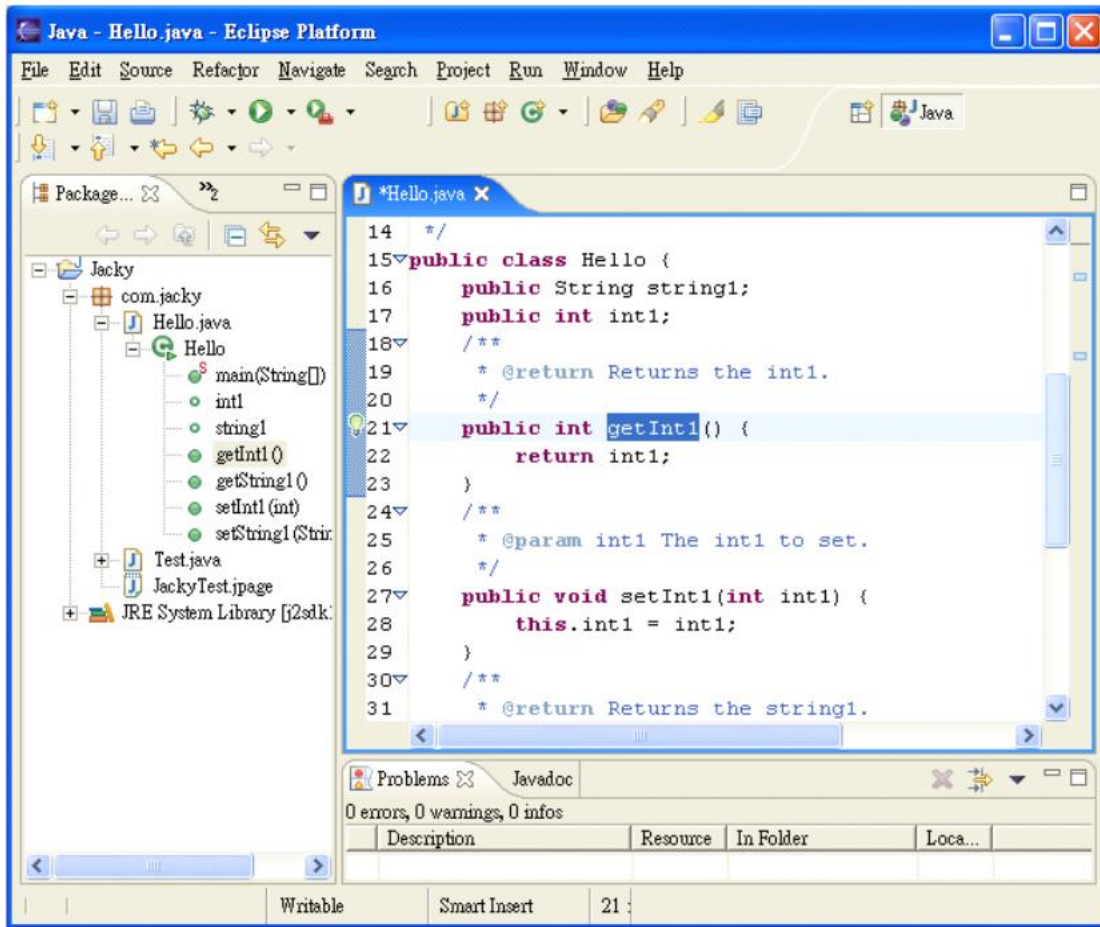 Java - Hello.java - Eclipse Platform
File Edit Source Refactor Navigate Search Project Run Window Help
Java
Package... »2
Jacky
com.jacky
Hello.java
Hello
main(String[])
int1
string1
getInt1()
getString1()
setInt1(int)
setString1(Strin
Test.java
JackyTest.jpage
JRE System Library [j2sdk.
*Hello.java
14 */
15 public class Hello {
16 public String string1;
17 public int int1;
18 /**
19 * @return Returns the int1.
20 */
21 public int getInt1() {
22 return int1;
23 }
24 /**
25 * @param int1 The int1 to set.
26 */
27 public void setInt1(int int1) {
28 this.int1 = int1;
29 }
30 /**
31 * @return Returns the string1.
Problems Javadoc
0 errors, 0 warnings, 0 infos
Description Resource In Folder Loca...
Writable Smart Insert 21 :